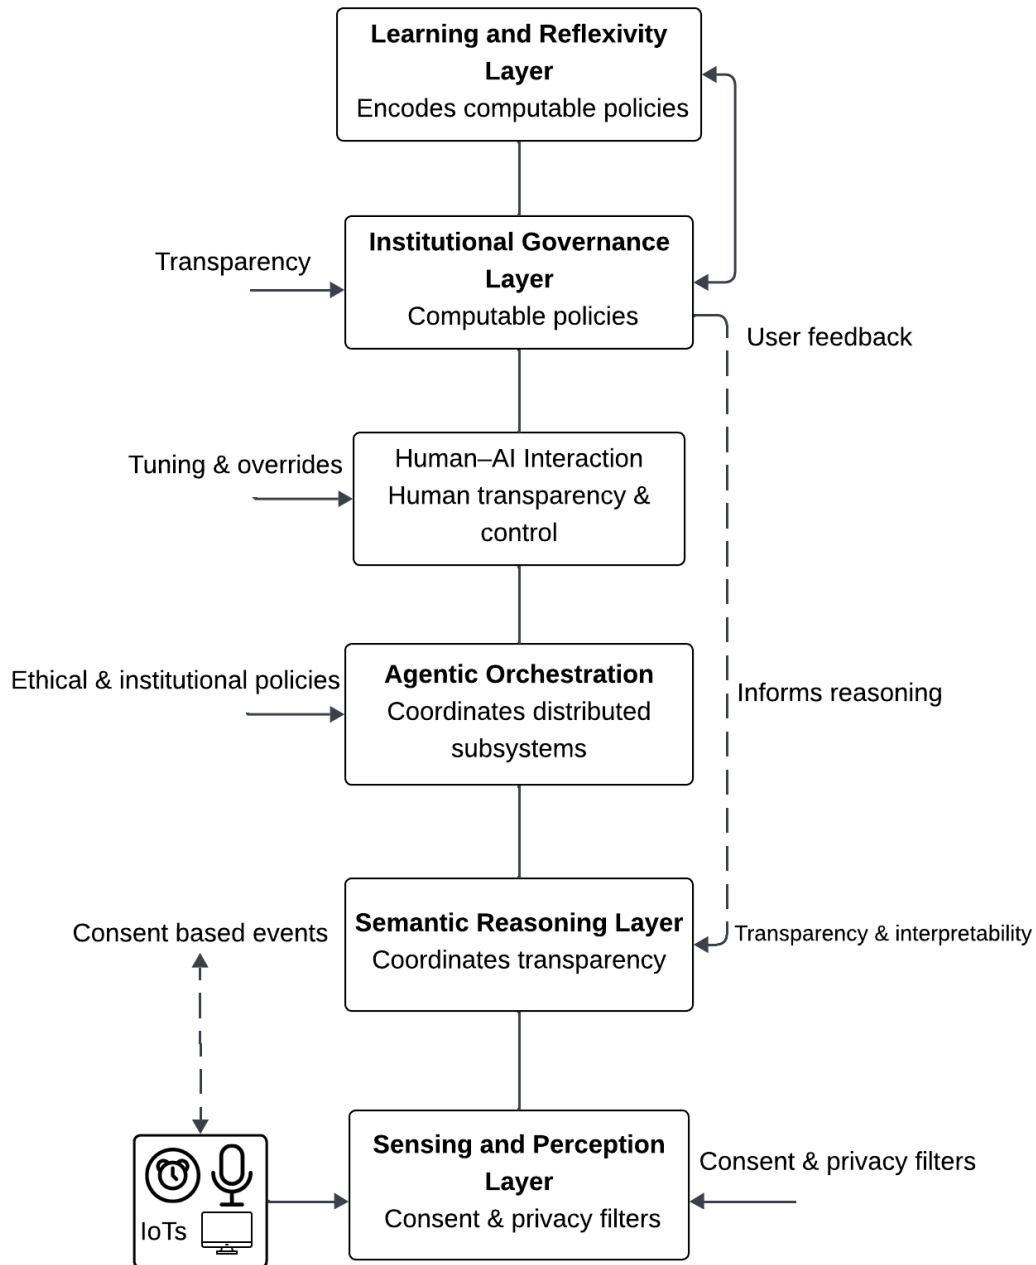 Learning and Reflexivity
Layer
Encodes computable policies
Transparency
Institutional Governance
Layer
Computable policies
User feedback
Tuning & overrides
Human–AI Interaction
Human transparency &
control
Ethical & institutional policies
Agentic Orchestration
Coordinates distributed
subsystems
Informs reasoning
Consent based events
Semantic Reasoning Layer
Coordinates transparency
Transparency & interpretability
IoTs
Sensing and Perception
Layer
Consent & privacy filters
Consent & privacy filters